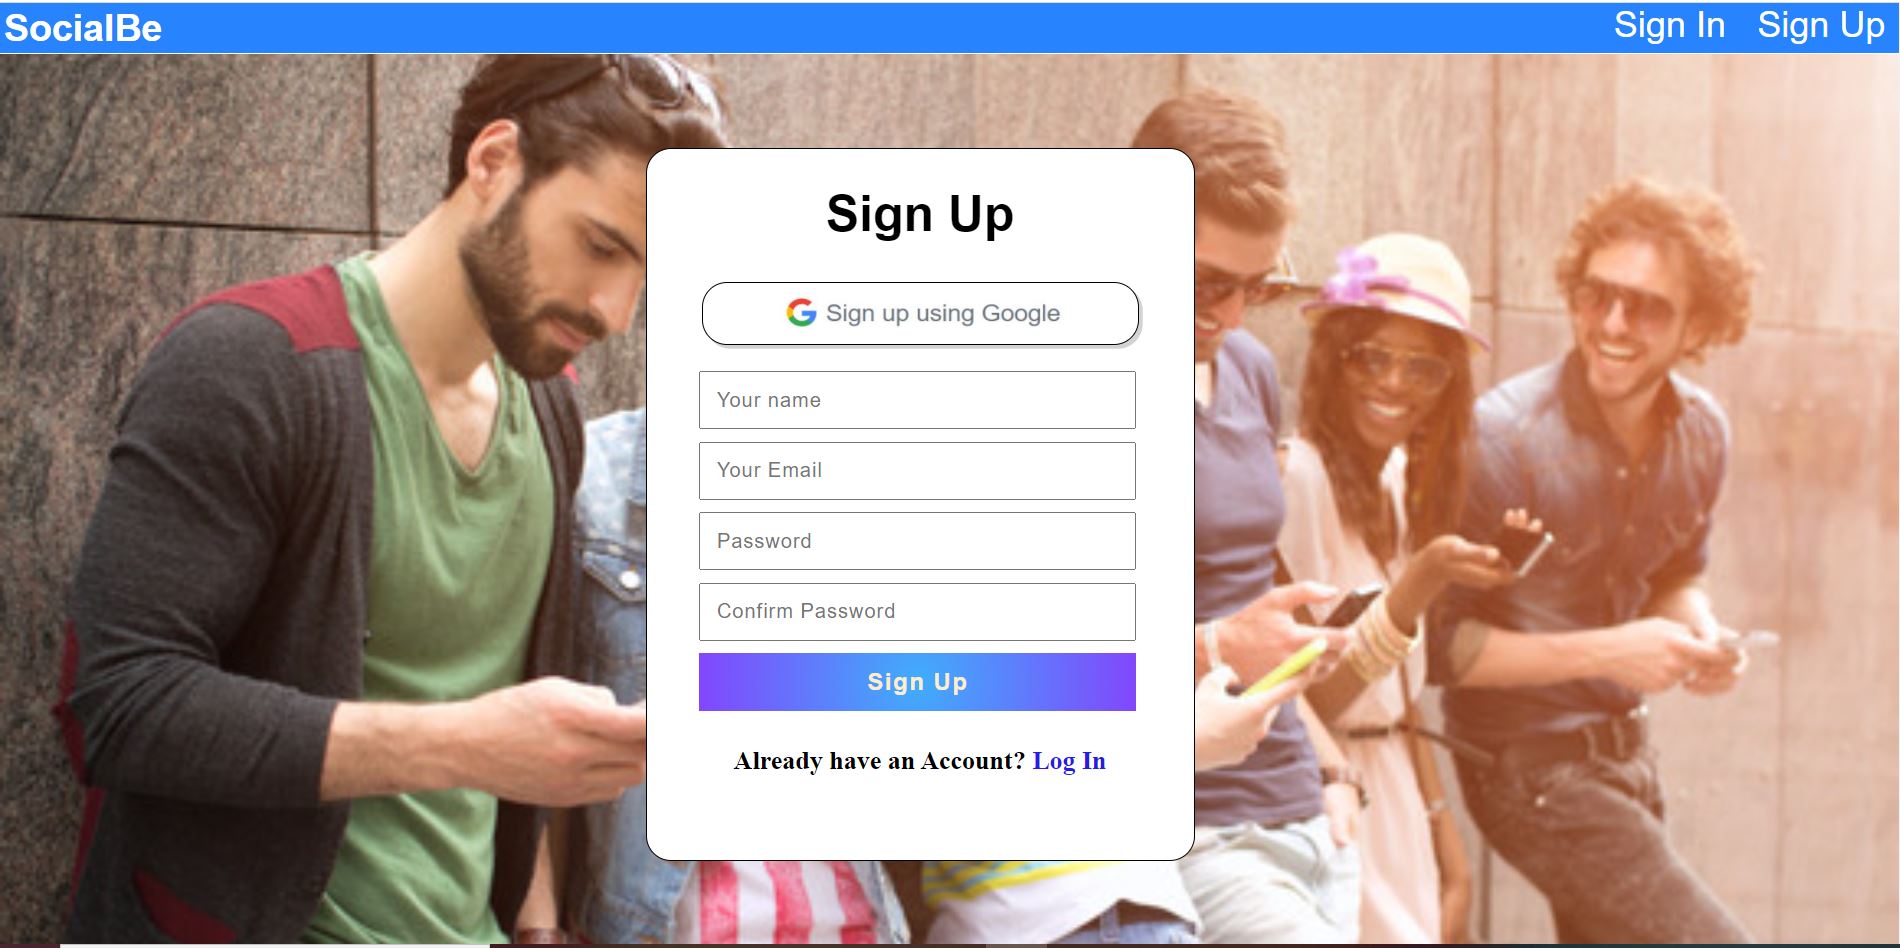 SocialBe
Sign In Sign Up
Sign Up
Sign up using Google
Your name
Your Email
Password
Confirm Password
Sign Up
Already have an Account? Log In